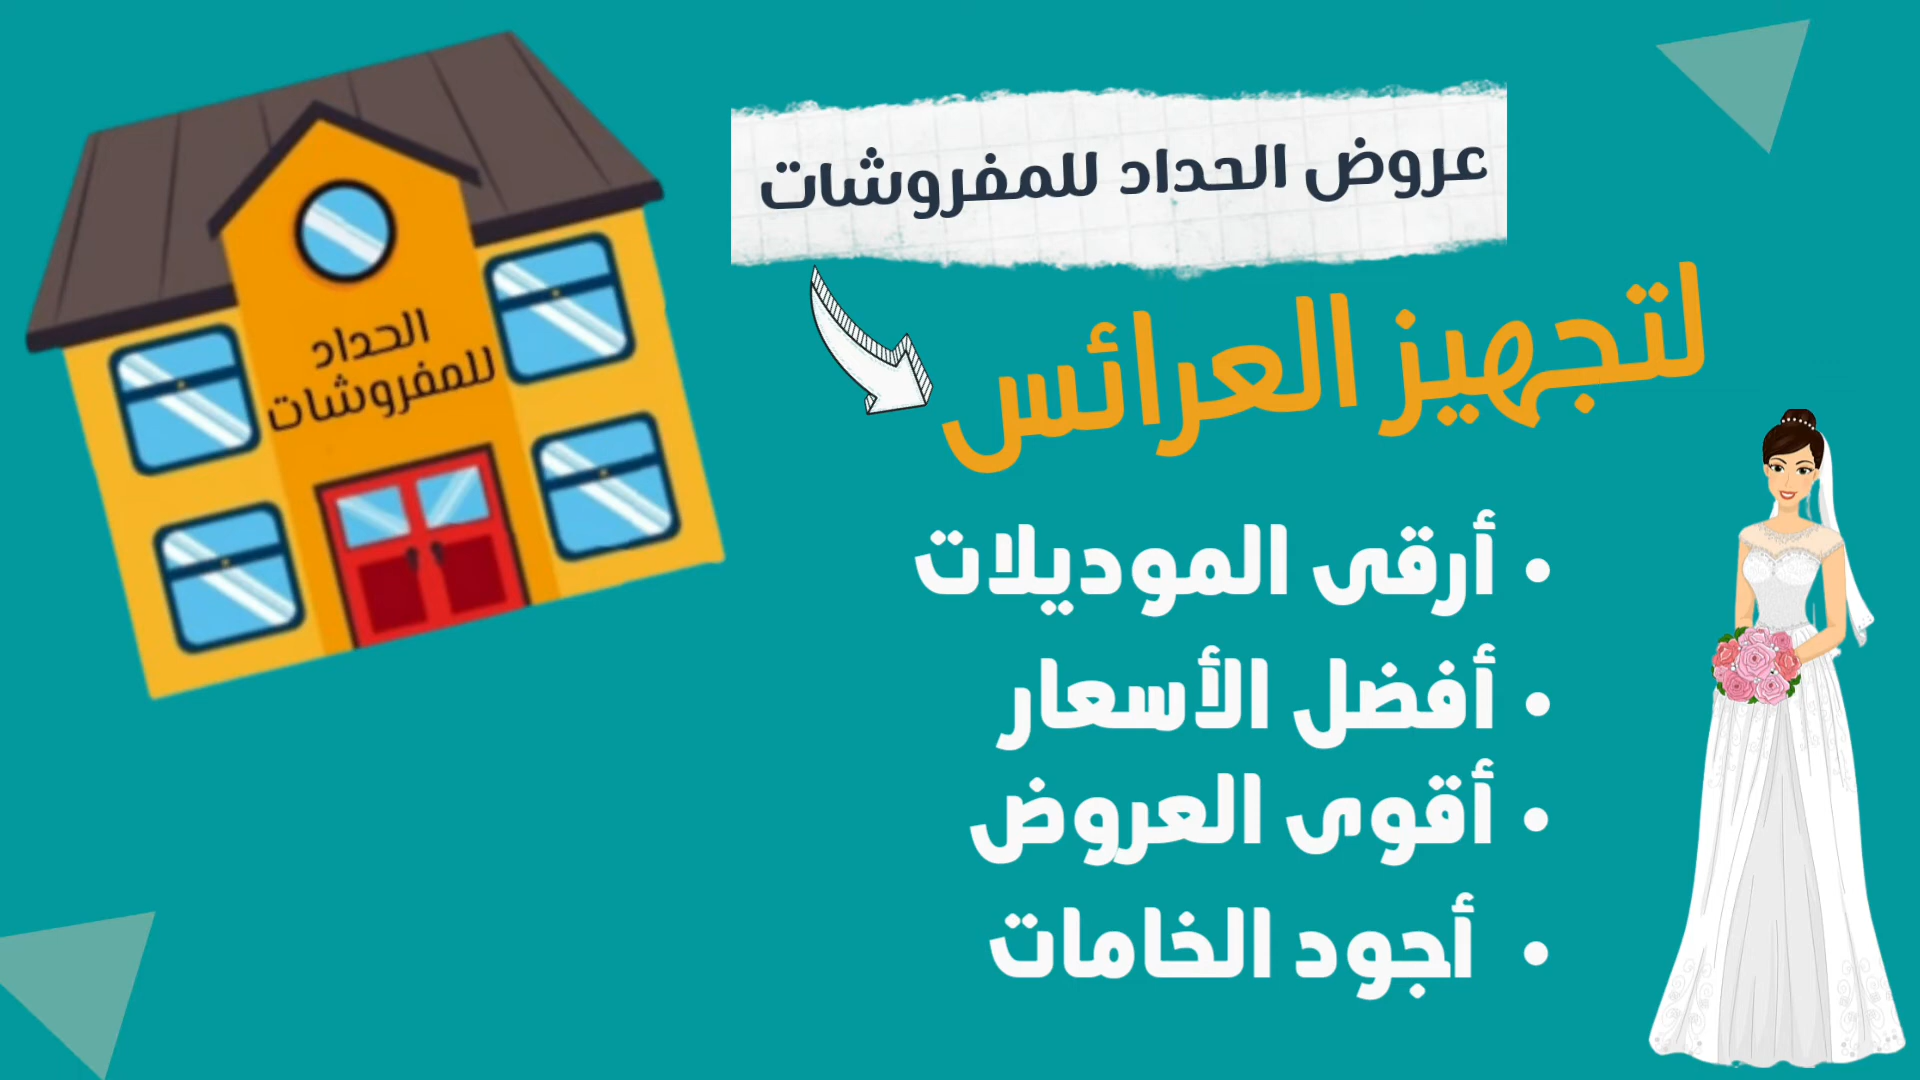 عروض الحداد للمفروشات
لتجهيز العرائس
الحداد
للمفروشات
• أرقى الموديلات
• أفضل الأسعار
• أقوى العروض
• أجود الخامات